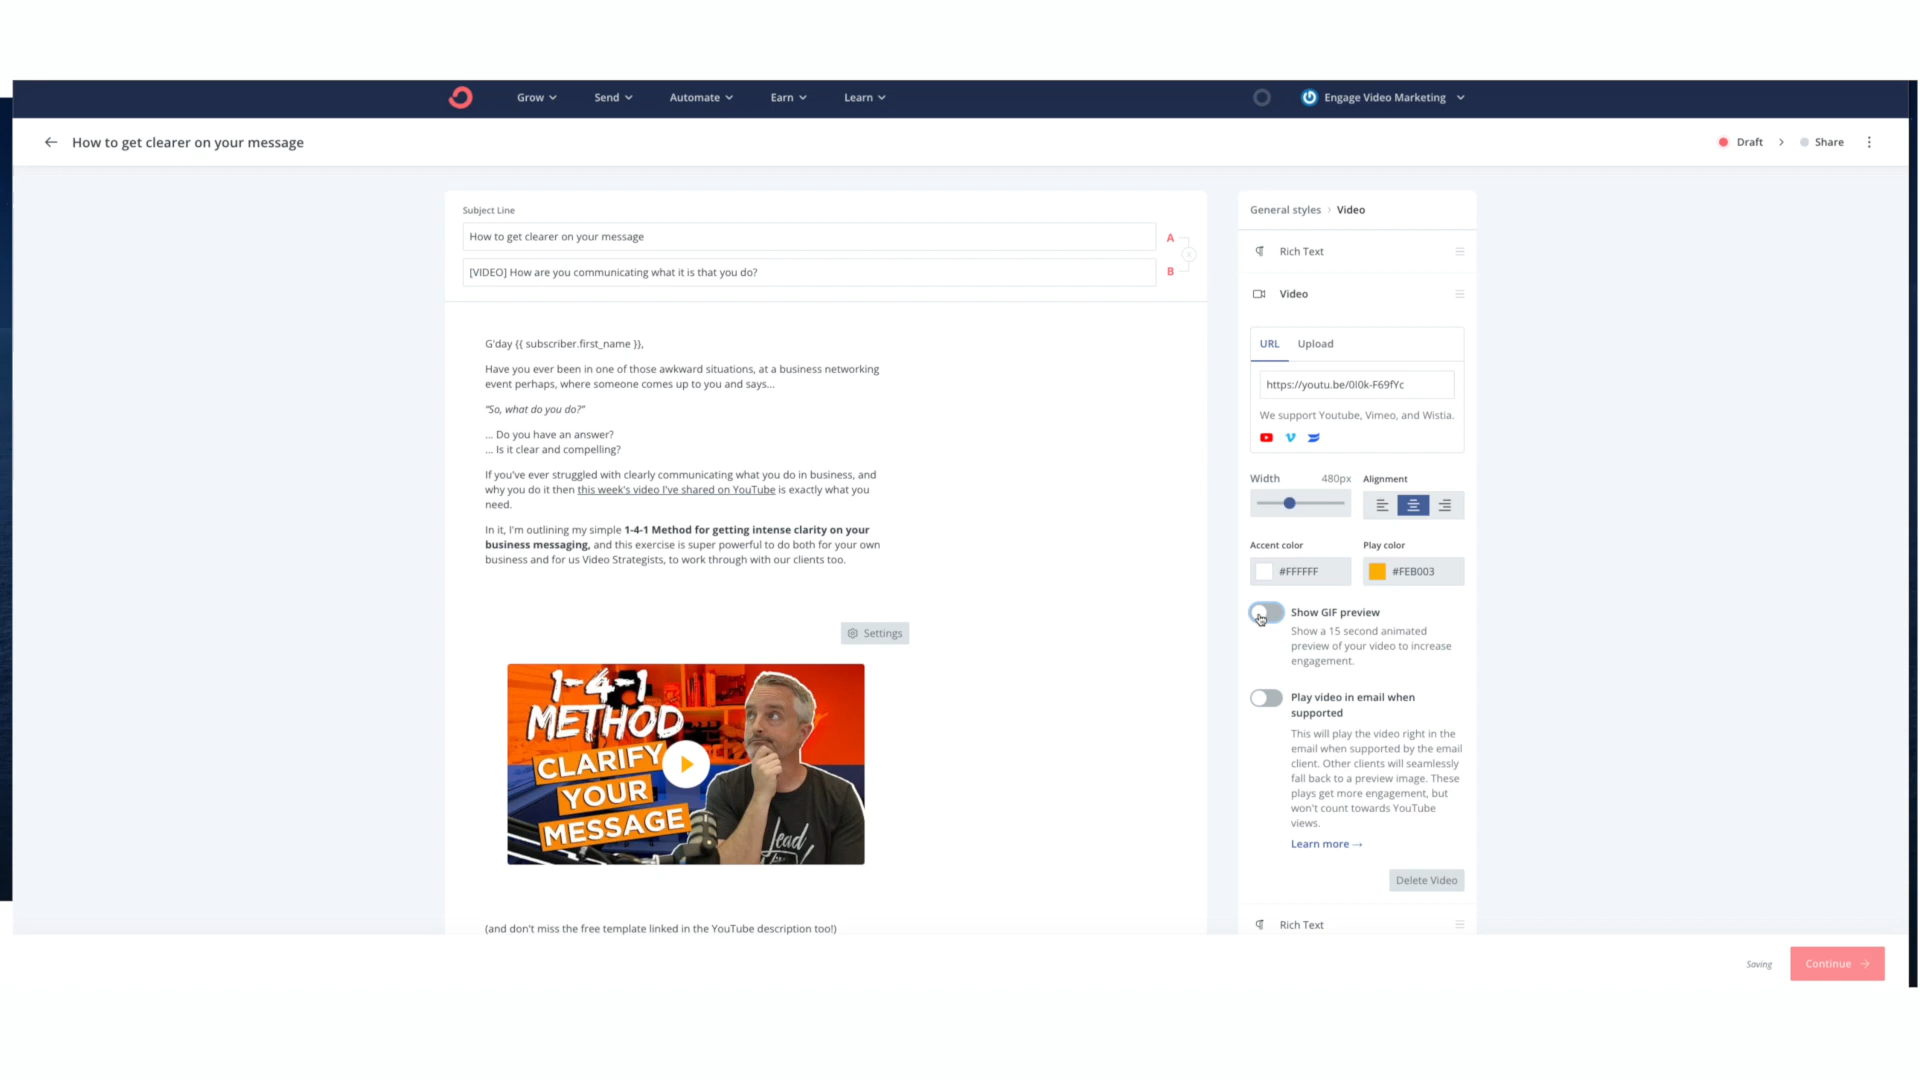 Grow
Send
Automate
Earn
Learn
Engage Video Marketing
How to get clearer on your message
Draft
Share
Subject Line
How to get clearer on your message
A
[VIDEO] How are you communicating what it is that you do?
B
G'day {{ subscriber.first_name }},
Have you ever been in one of those awkward situations, at a business networking
event perhaps, where someone comes up to you and says...
"So, what do you do?"
... Do you have an answer?
... Is it clear and compelling?
If you've ever struggled with clearly communicating what you do in business, and
why you do it then this week's video I've shared on YouTube is exactly what you
need.
In it, I'm outlining my simple 1-4-1 Method for getting intense clarity on your
business messaging, and this exercise is super powerful to do both for your own
business and for us Video Strategists, to work through with our clients too.
Settings
1-4-1
METHOD
CLARIFY
YOUR
MESSAGE
Lead
(and don't miss the free template linked in the YouTube description too!)
General styles › Video
Rich Text
Video
URL
Upload
https://youtu.be/0I0k-F69fYc
We support Youtube, Vimeo, and Wistia.
Width
480px
Alignment
Accent color
Play color
#FFFFFF
#FEB003
Show GIF preview
Show a 15 second animated
preview of your video to increase
engagement.
Play video in email when
supported
This will play the video right in the
email when supported by the email
client. Other clients will seamlessly
fall back to a preview image. These
plays get more engagement, but
won't count towards YouTube
views.
Learn more →
Delete Video
Rich Text
Saving
Continue →